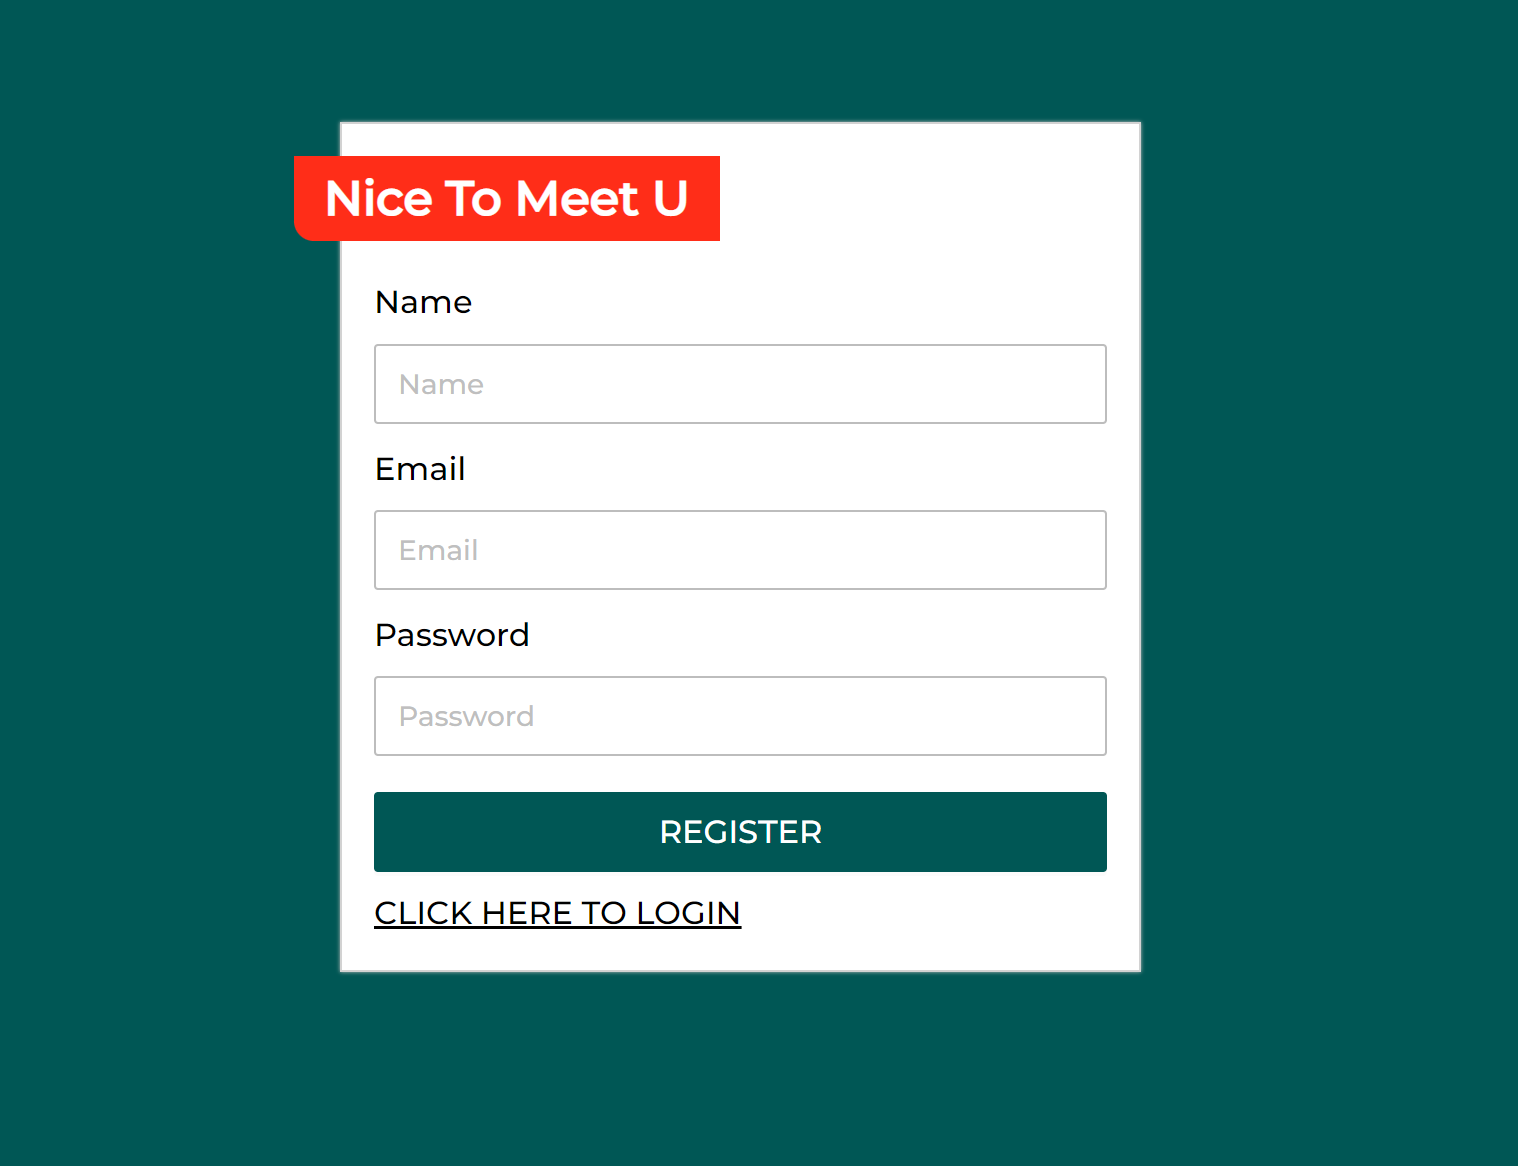 Nice To Meet U
Name
Name
Email
Email
Password
Password
REGISTER
CLICK HERE TO LOGIN